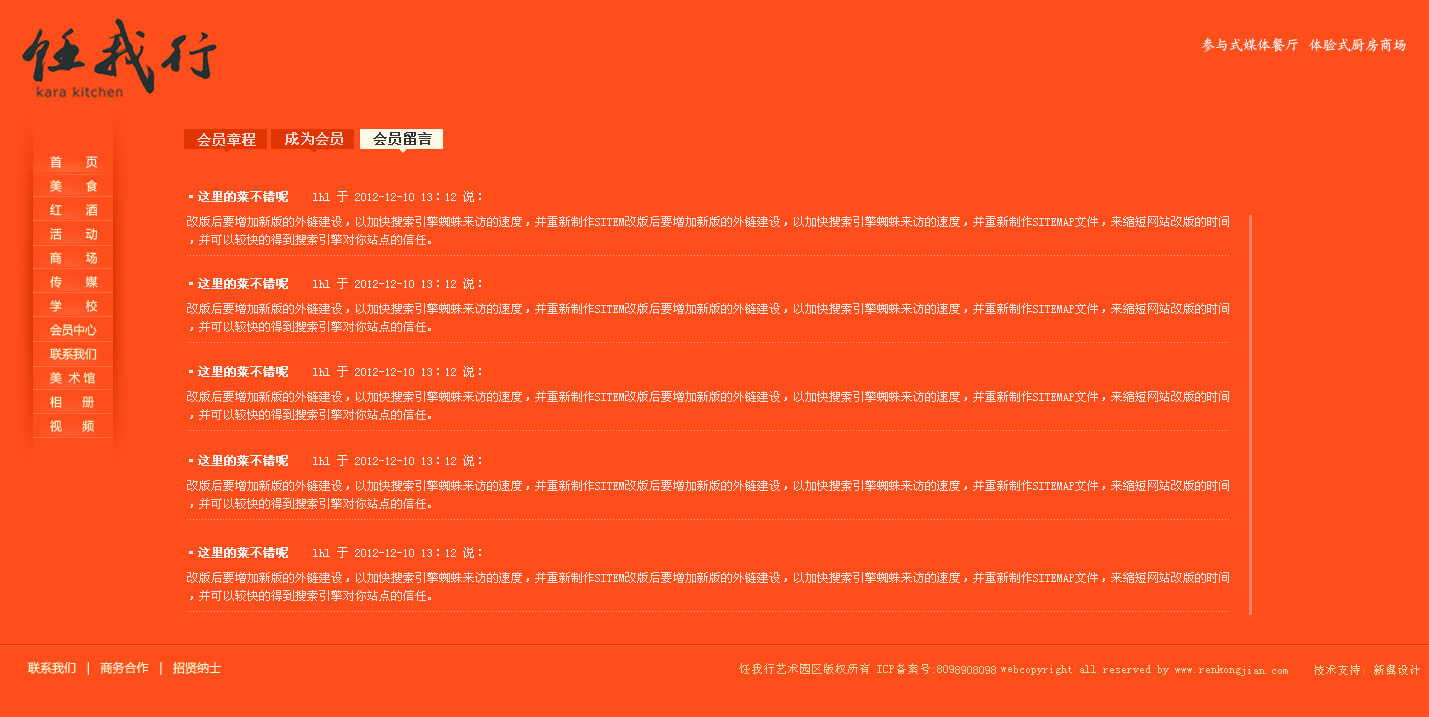 饪我行
kara kitchen
参与式媒体餐厅 体验式厨房商场
会员章程 成为会员 会员留言
首 页
美 食
红 酒
活 动
商 场
传 媒
学 校
会员中心
联系我们
美 术 馆
相 册
视 频
这里的菜不错呢 lhl 于 2012-12-10 13:12 说:
改版后要增加新版的外链建设,以加快搜索引擎蜘蛛来访的速度,并重新制作SITEM改版后要增加新版的外链建设,以加快搜索引擎蜘蛛来访的速度,并重新制作SITEMAP文件,来缩短网站改版的时间
,并可以较快的得到搜索引擎对你站点的信任。
这里的菜不错呢 lhl 于 2012-12-10 13:12 说:
改版后要增加新版的外链建设,以加快搜索引擎蜘蛛来访的速度,并重新制作SITEM改版后要增加新版的外链建设,以加快搜索引擎蜘蛛来访的速度,并重新制作SITEMAP文件,来缩短网站改版的时间
,并可以较快的得到搜索引擎对你站点的信任。
这里的菜不错呢 lhl 于 2012-12-10 13:12 说:
改版后要增加新版的外链建设,以加快搜索引擎蜘蛛来访的速度,并重新制作SITEM改版后要增加新版的外链建设,以加快搜索引擎蜘蛛来访的速度,并重新制作SITEMAP文件,来缩短网站改版的时间
,并可以较快的得到搜索引擎对你站点的信任。
这里的菜不错呢 lhl 于 2012-12-10 13:12 说:
改版后要增加新版的外链建设,以加快搜索引擎蜘蛛来访的速度,并重新制作SITEM改版后要增加新版的外链建设,以加快搜索引擎蜘蛛来访的速度,并重新制作SITEMAP文件,来缩短网站改版的时间
,并可以较快的得到搜索引擎对你站点的信任。
这里的菜不错呢 lhl 于 2012-12-10 13:12 说:
改版后要增加新版的外链建设,以加快搜索引擎蜘蛛来访的速度,并重新制作SITEM改版后要增加新版的外链建设,以加快搜索引擎蜘蛛来访的速度,并重新制作SITEMAP文件,来缩短网站改版的时间
,并可以较快的得到搜索引擎对你站点的信任。
联系我们 | 商务合作 | 招贤纳士
饪我行艺术园区版权所有 ICP备案号:8098908098 webcopyright all reserved by www.renkongjian.com 技术支持: 新 设计